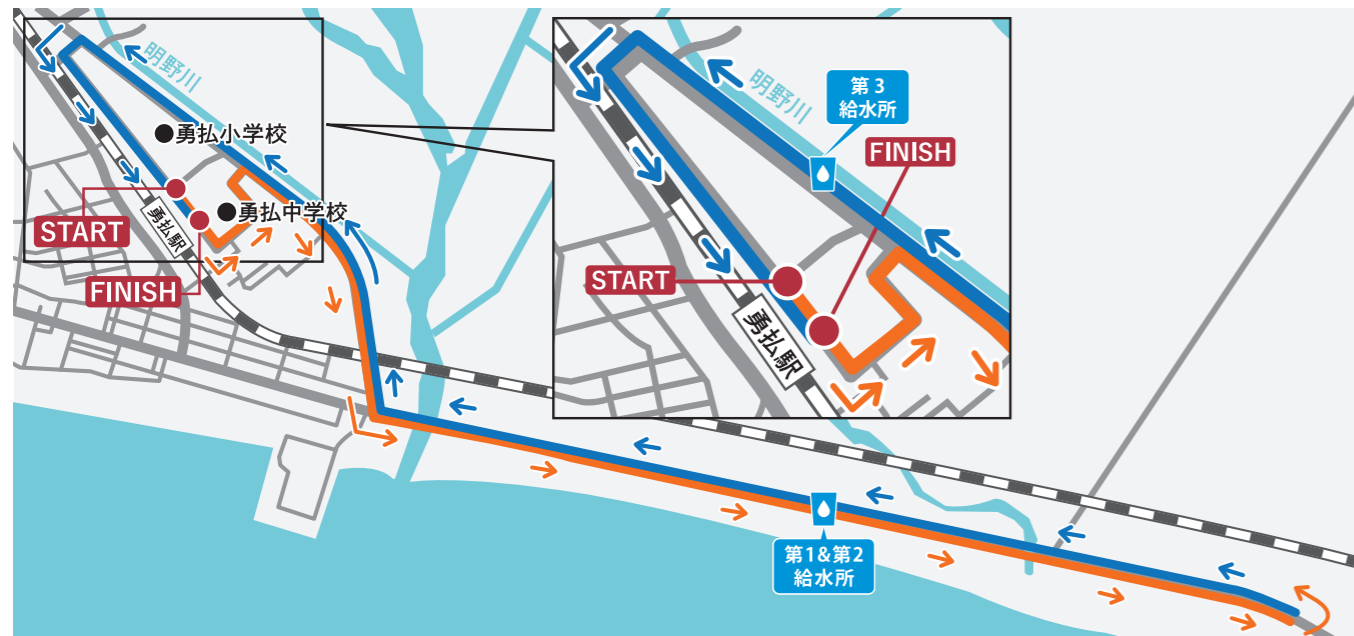 明野川
勇払小学校
勇払中学校
START
勇払駅
FINISH
明野川
第3
給水所
FINISH
START
勇払駅
第1&第2
給水所